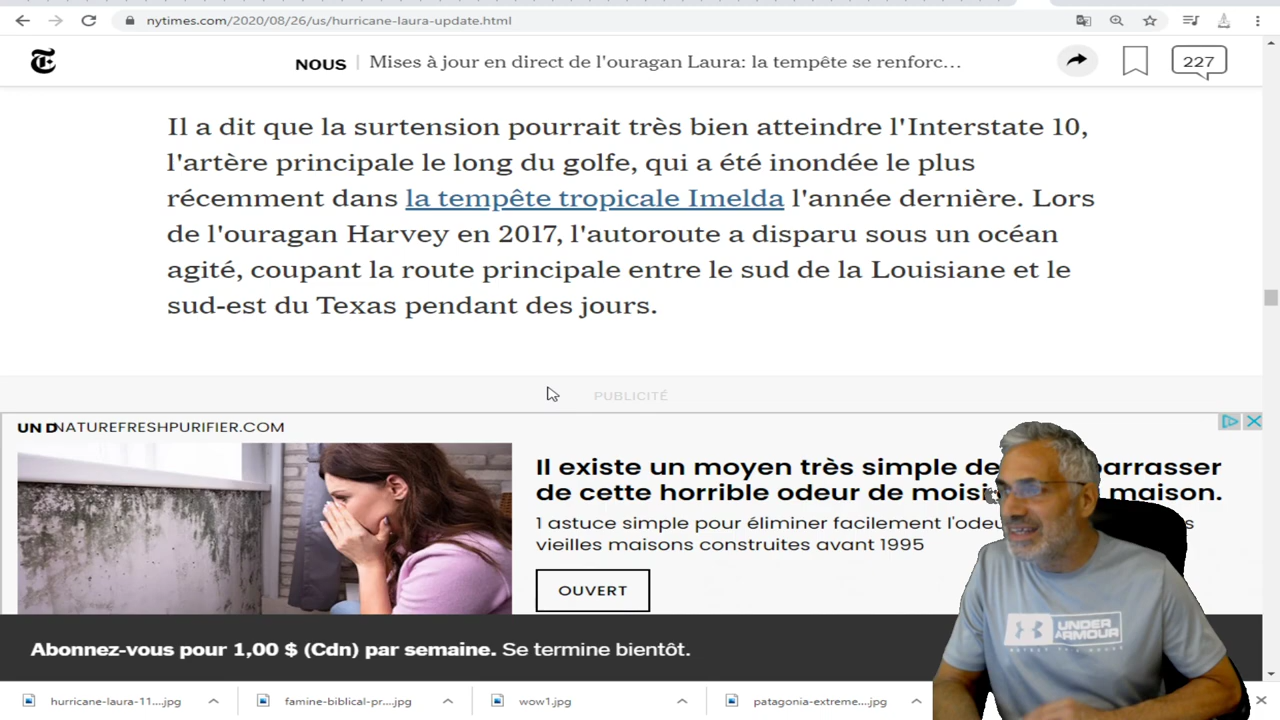 nytimes.com/2020/08/26/us/hurricane-laura-update.html
NOUS | Mises à jour en direct de l'ouragan Laura: la tempête se renforc...
227
Il a dit que la surtension pourrait très bien atteindre l'Interstate 10,
l'artère principale le long du golfe, qui a été inondée le plus
récemment dans la tempête tropicale Imelda l'année dernière. Lors
de l'ouragan Harvey en 2017, l'autoroute a disparu sous un océan
agité, coupant la route principale entre le sud de la Louisiane et le
sud-est du Texas pendant des jours.
PUBLICITÉ
UN D NATUREFRESHPURIFIER.COM
Il existe un moyen très simple de barrasser
de cette horrible odeur de moisi maison.
1 astuce simple pour éliminer facilement l'odeu s
vieilles maisons construites avant 1995
OUVERT
UNDER
ARMOUR
Abonnez-vous pour 1,00 $ (Cdn) par semaine. Se termine bientôt.
hurricane-laura-11....jpg
famine-biblical-pr....jpg
wow1.jpg
patagonia-extreme....jpg